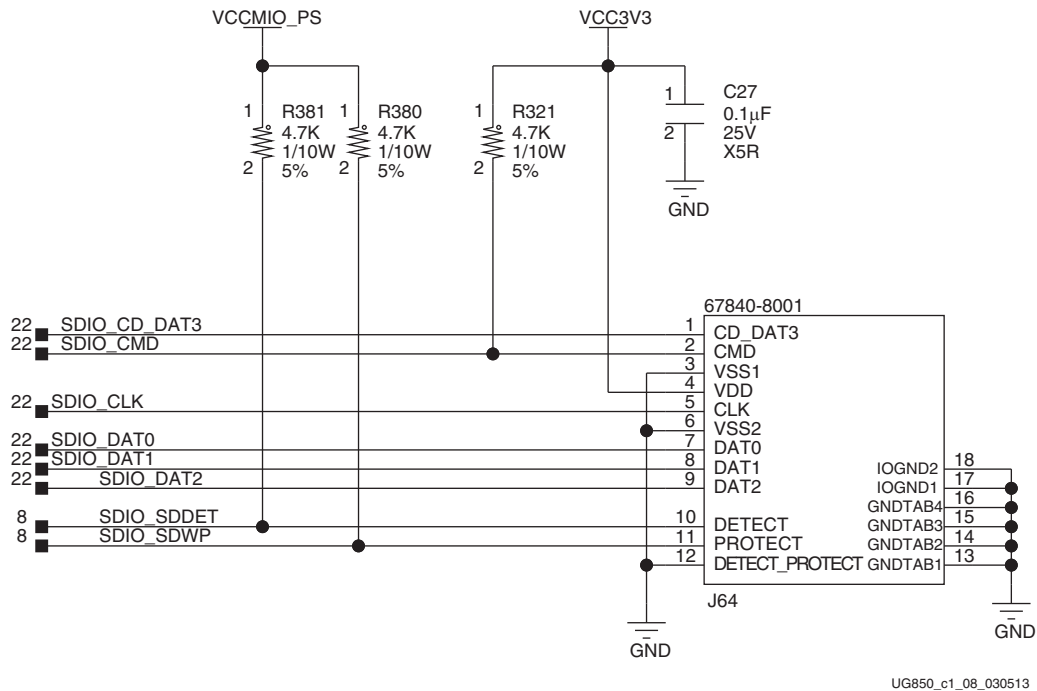 VCCMIO_PS
VCC3V3
1 R381
4.7K
1/10W
2 5%
1 R380
4.7K
1/10W
2 5%
1 R321
4.7K
1/10W
2 5%
1 C27
0.1μF
2 25V
X5R
GND
67840-8001
22 SDIO_CD_DAT3 1 CD_DAT3
22 SDIO_CMD 2 CMD
3 VSS1
4 VDD
22 SDIO_CLK 5 CLK
6 VSS2
22 SDIO_DAT0 7 DAT0
22 SDIO_DAT1 8 DAT1
22 SDIO_DAT2 9 DAT2
8 SDIO_SDDET 10 DETECT
8 SDIO_SDWP 11 PROTECT
12 DETECT_PROTECT
IOGND2 18
IOGND1 17
GNDTAB4 16
GNDTAB3 15
GNDTAB2 14
GNDTAB1 13
J64
GND
GND
UG850_c1_08_030513